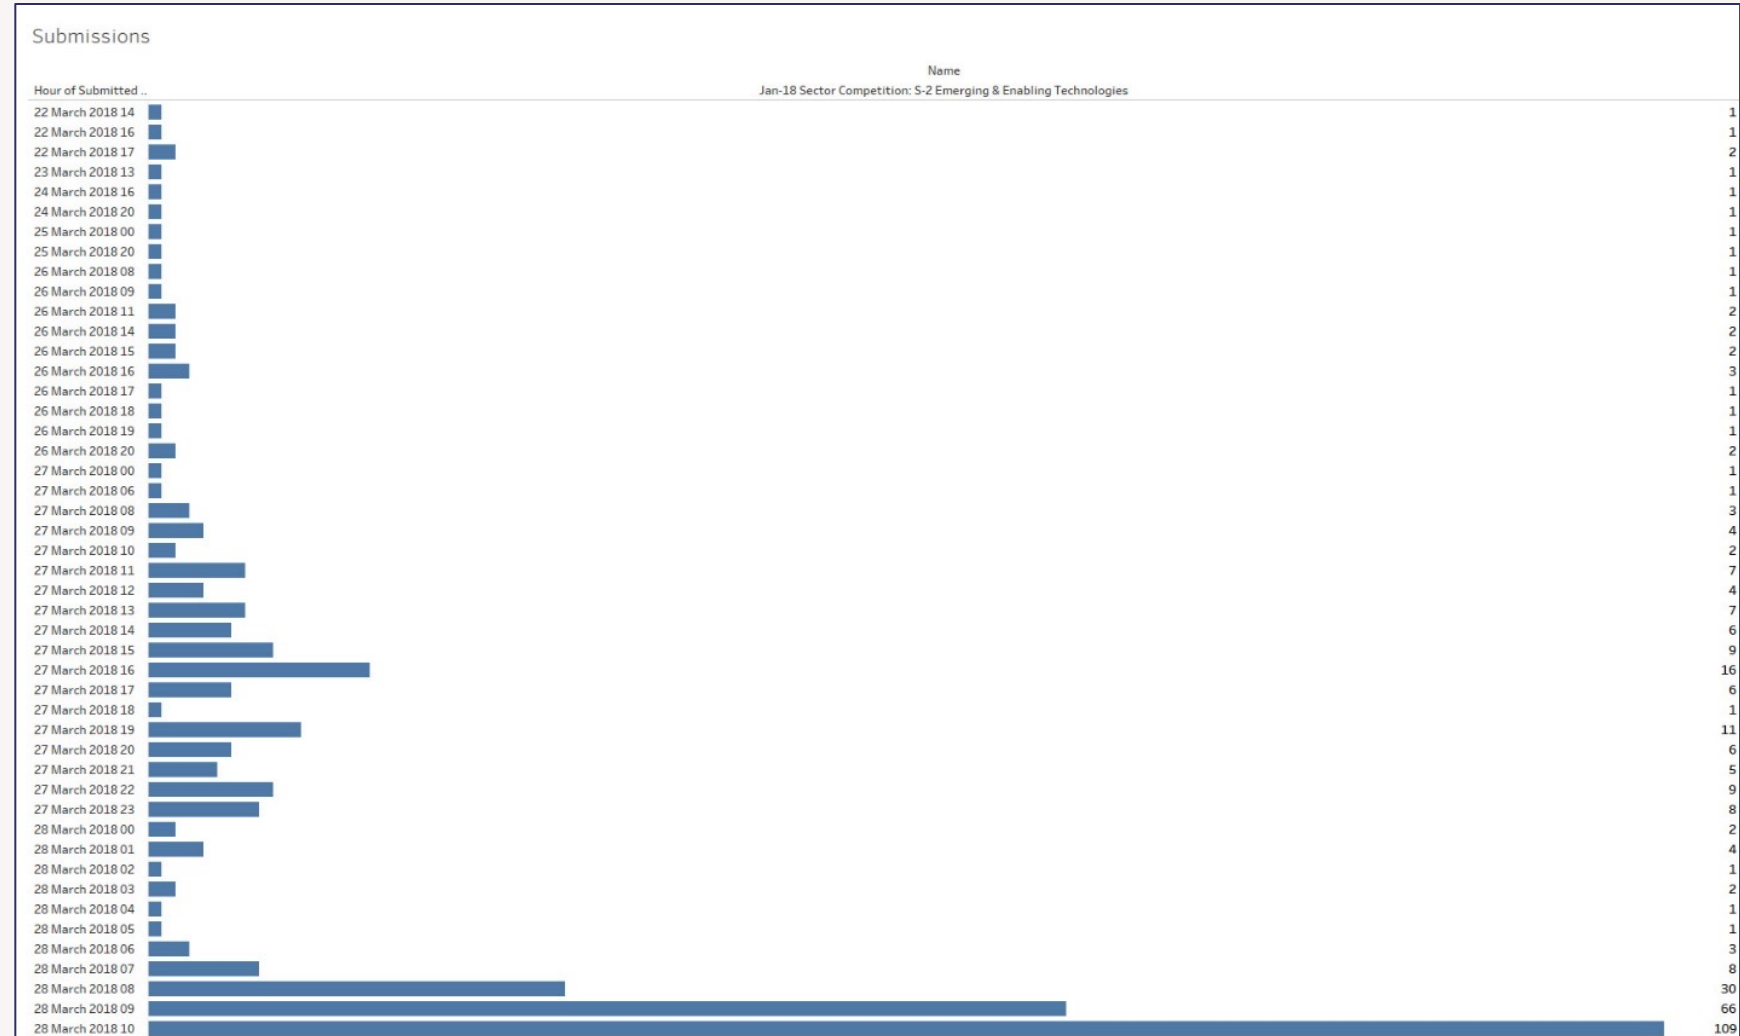 Submissions
Name
Hour of Submitted .. Jan-18 Sector Competition: S-2 Emerging & Enabling Technologies
22 March 2018 14 1
22 March 2018 16 1
22 March 2018 17 2
23 March 2018 13 1
24 March 2018 16 1
24 March 2018 20 1
25 March 2018 00 1
25 March 2018 20 1
26 March 2018 08 1
26 March 2018 09 1
26 March 2018 11 2
26 March 2018 14 2
26 March 2018 15 2
26 March 2018 16 3
26 March 2018 17 1
26 March 2018 18 1
26 March 2018 19 1
26 March 2018 20 2
27 March 2018 00 1
27 March 2018 06 1
27 March 2018 08 3
27 March 2018 09 4
27 March 2018 10 2
27 March 2018 11 7
27 March 2018 12 4
27 March 2018 13 7
27 March 2018 14 6
27 March 2018 15 9
27 March 2018 16 16
27 March 2018 17 6
27 March 2018 18 1
27 March 2018 19 11
27 March 2018 20 6
27 March 2018 21 5
27 March 2018 22 9
27 March 2018 23 8
28 March 2018 00 2
28 March 2018 01 4
28 March 2018 02 1
28 March 2018 03 2
28 March 2018 04 1
28 March 2018 05 1
28 March 2018 06 3
28 March 2018 07 8
28 March 2018 08 30
28 March 2018 09 66
28 March 2018 10 109